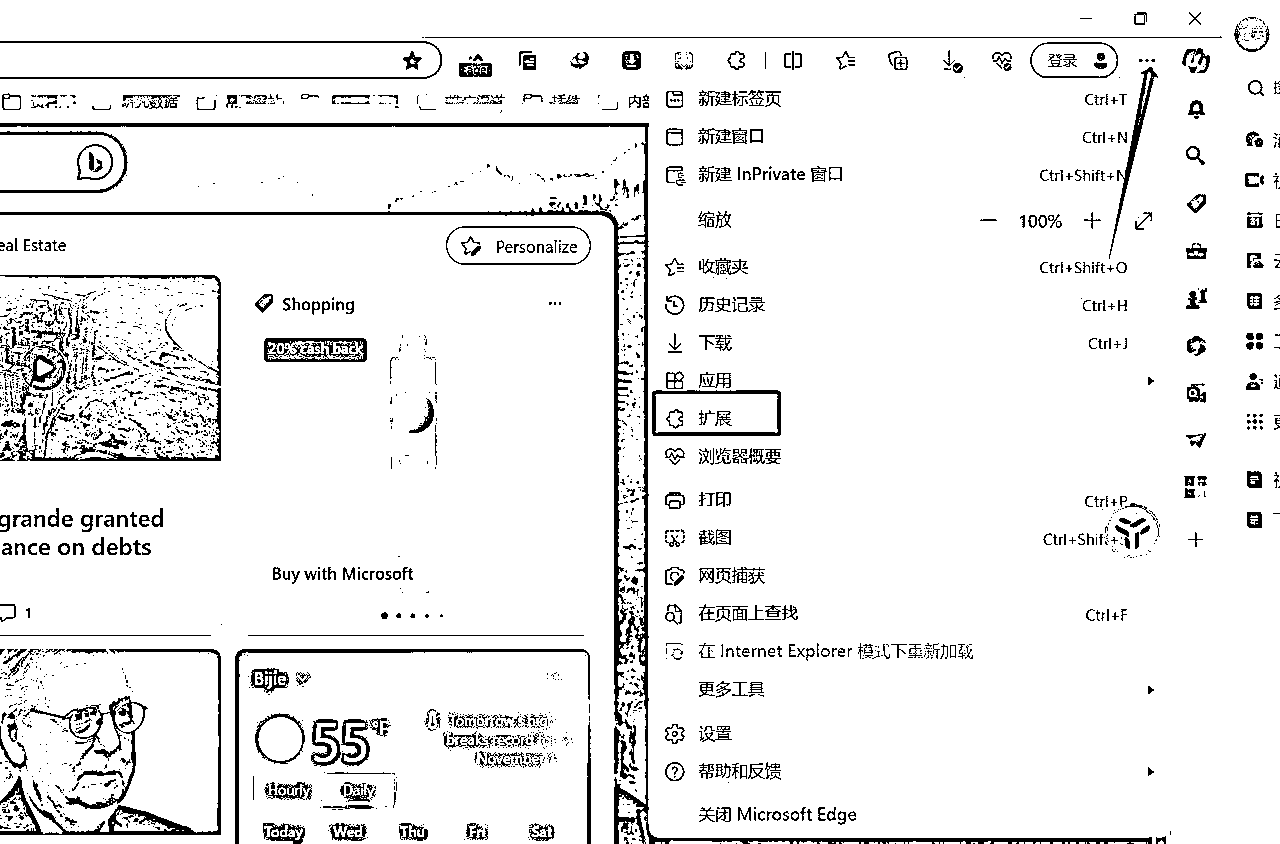 登录
内部
新建标签页 Ctrl+T
新建窗口 Ctrl+N
新建 InPrivate 窗口 Ctrl+Shift+N
缩放 100%
收藏夹 Ctrl+Shift+O
历史记录 Ctrl+H
下载 Ctrl+J
应用
扩展
浏览器概要
打印 Ctrl+P
截图 Ctrl+Shift+
网页捕获
在页面上查找 Ctrl+F
在 Internet Explorer 模式下重新加载
更多工具
设置
帮助和反馈
关闭 Microsoft Edge
eal Estate
Personalize
Shopping
20% cash back
Buy with Microsoft
grande granted
ance on debts
1
Bijie
55 °F
Tomorrow's
breaks record
November
Hourly Daily
Today Wed Thu Fri Sat